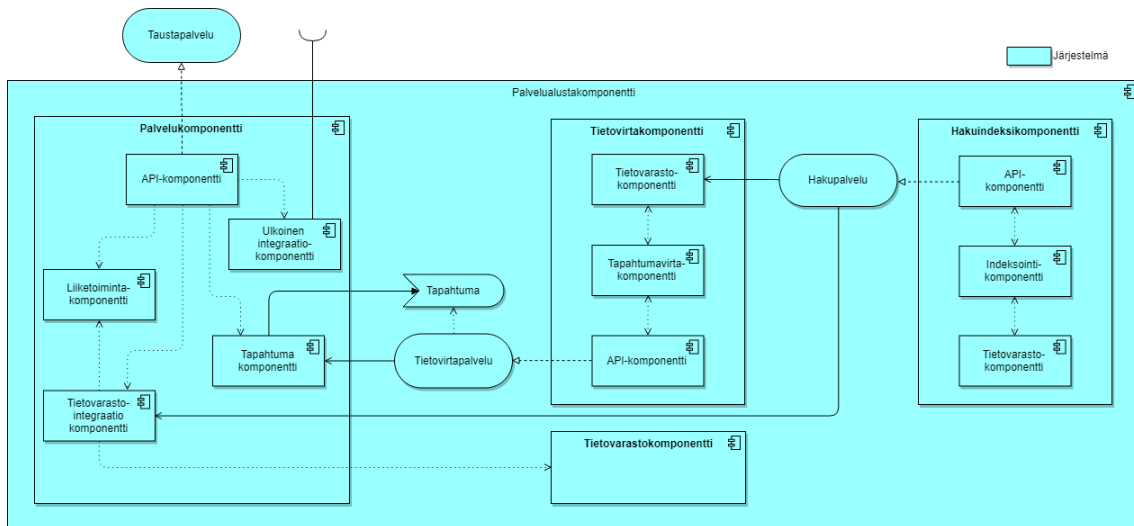 Taustapalvelu
Järjestelmä
Palvelualustakomponentti
Palvelukomponentti
API-komponentti
Ulkoinen
integraatio-
komponentti
Liiketoiminta-
komponentti
Tapahtuma
komponentti
Tietovarasto-
integraatio
komponentti
Tapahtuma
Tietovirtapalvelu
Tietovirtakomponentti
Tietovarasto-
komponentti
Tapahtumavirta-
komponentti
API-komponentti
Tietovarastokomponentti
Hakupalvelu
Hakuindeksikomponentti
API-
komponentti
Indeksointi-
komponentti
Tietovarasto-
komponentti